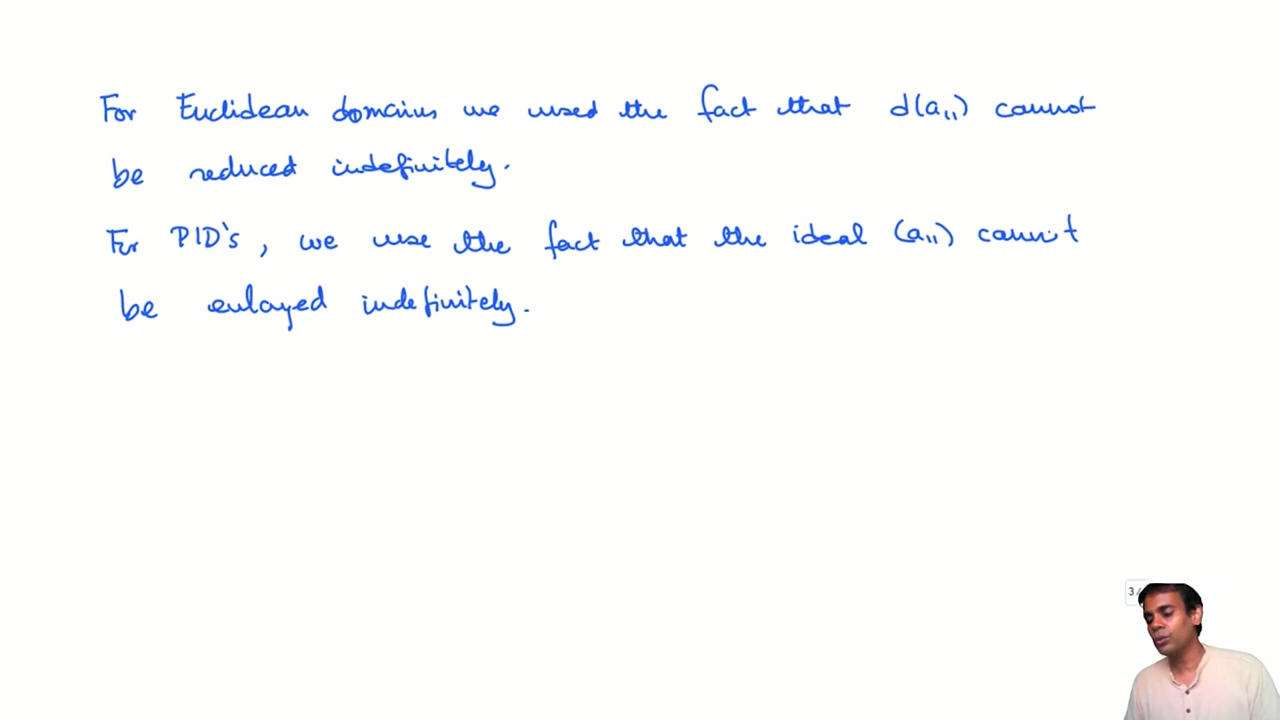 For Euclidean domains we used the fact that d(a₁₁) cannot
be reduced indefinitely.
For PID's, we use the fact that the ideal (a₁₁) cannot
be enlarged indefinitely.
3/